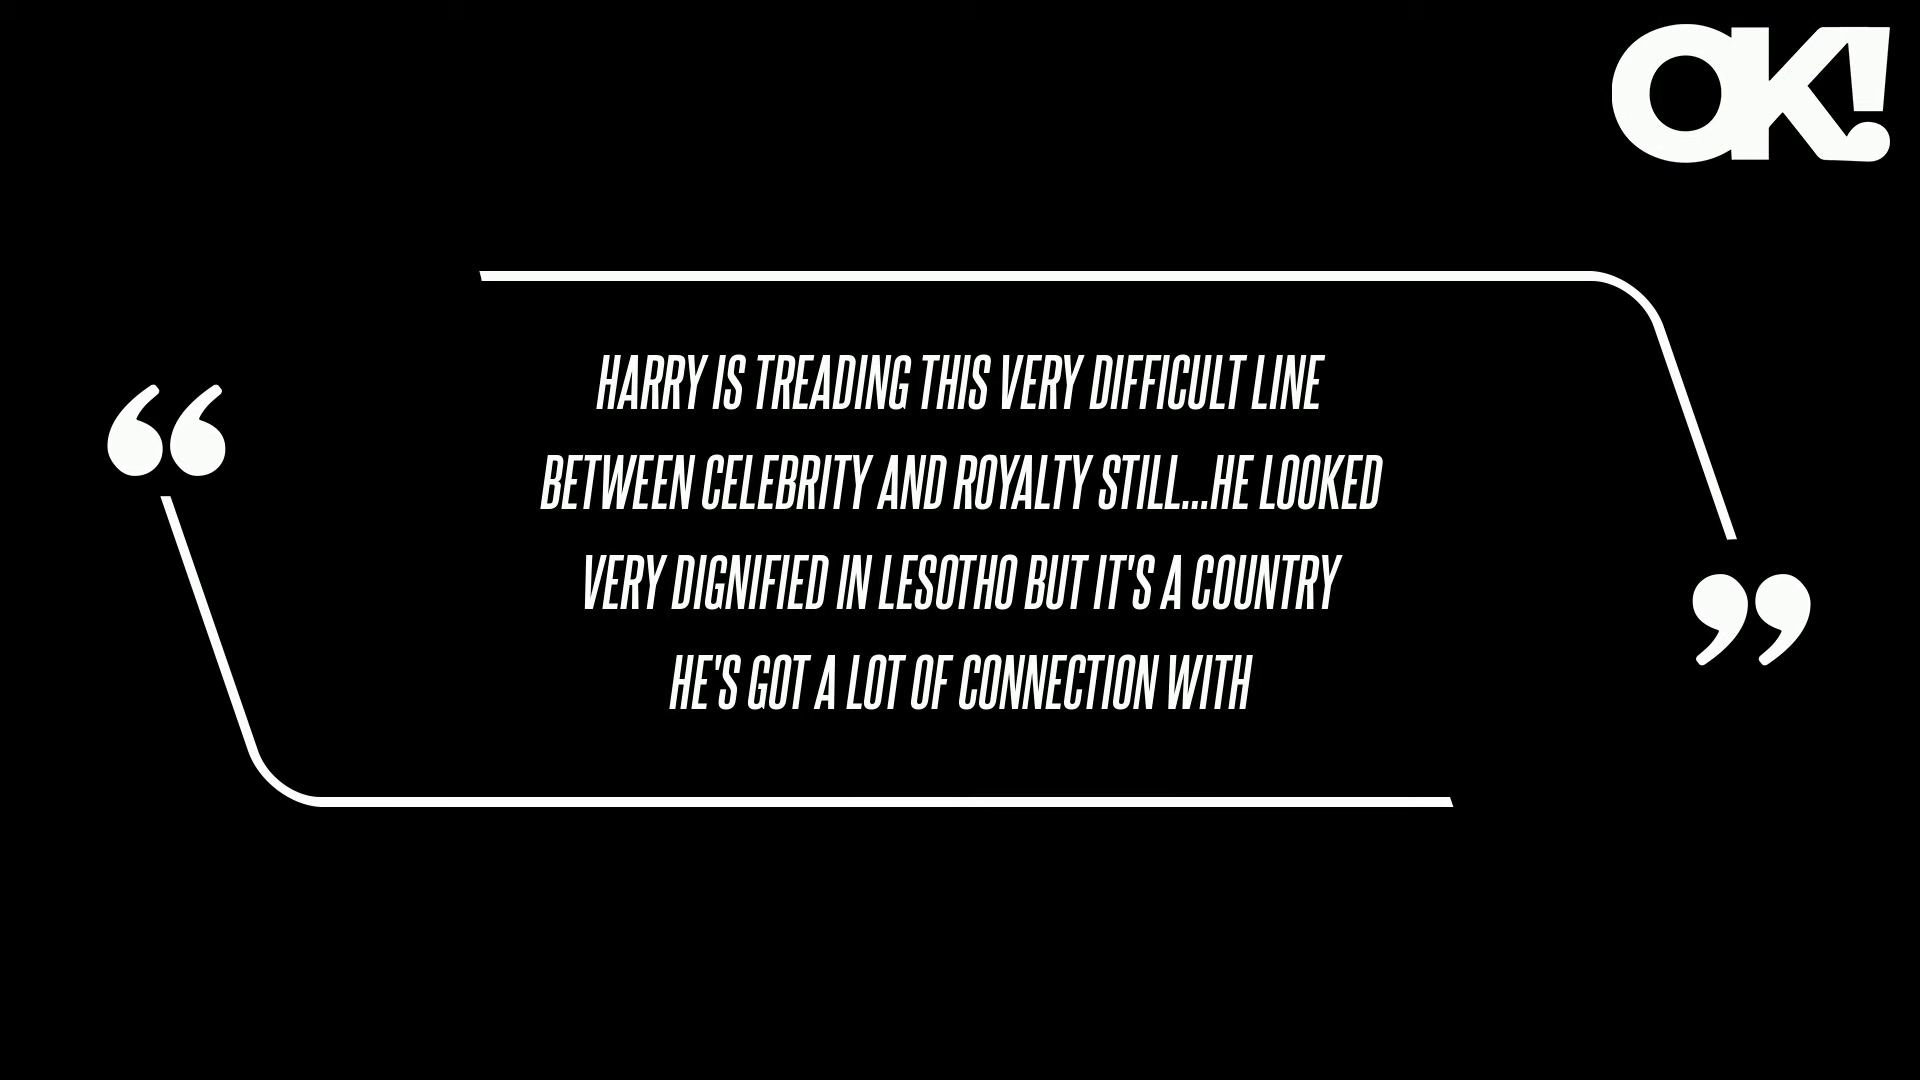 OK!
“
HARRY IS TREADING THIS VERY DIFFICULT LINE
BETWEEN CELEBRITY AND ROYALTY STILL...HE LOOKED
VERY DIGNIFIED IN LESOTHO BUT IT'S A COUNTRY
HE'S GOT A LOT OF CONNECTION WITH
”